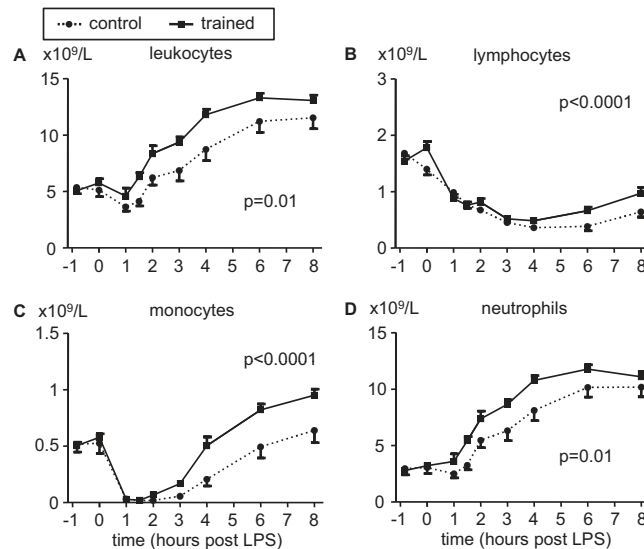 control trained
A x10⁹/L leukocytes
15
10
5
0
p=0.01
-1 0 1 2 3 4 5 6 7 8
B x10⁹/L lymphocytes
3
2
1
0
p<0.0001
-1 0 1 2 3 4 5 6 7 8
C x10⁹/L monocytes
1.5
1
0.5
0
p<0.0001
-1 0 1 2 3 4 5 6 7 8
time (hours post LPS)
D x10⁹/L neutrophils
15
10
5
0
p=0.01
-1 0 1 2 3 4 5 6 7 8
time (hours post LPS)